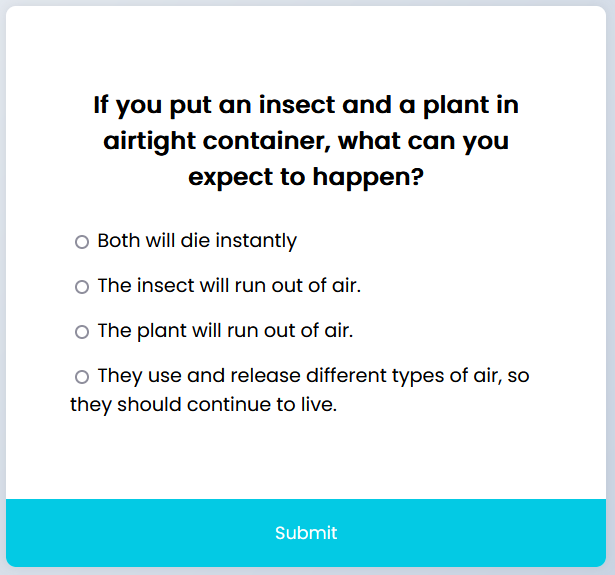 If you put an insect and a plant in
airtight container, what can you
expect to happen?
Both will die instantly
The insect will run out of air.
The plant will run out of air.
They use and release different types of air, so
they should continue to live.
Submit